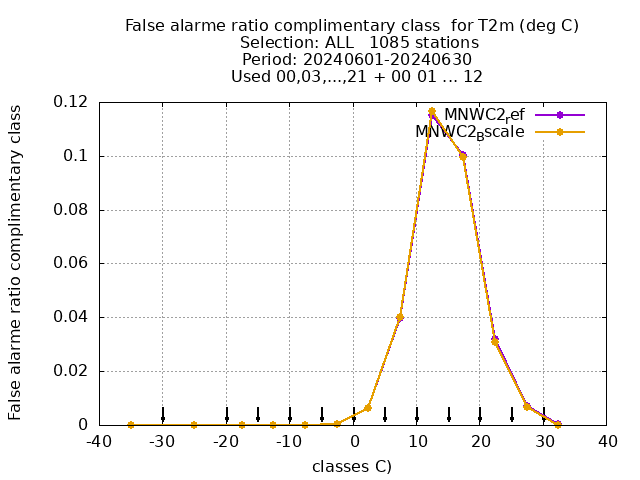 False alarme ratio complimentary class  for T2m (deg C)
Selection: ALL   1085 stations
Period: 20240601-20240630
Used 00,03,...,21 + 00 01 ... 12
False alarme ratio complimentary class
0.12
0.1
0.08
0.06
0.04
0.02
0
MNWC2ref
MNWC2Bscale
-40 -30 -20 -10 0 10 20 30 40
classes C)